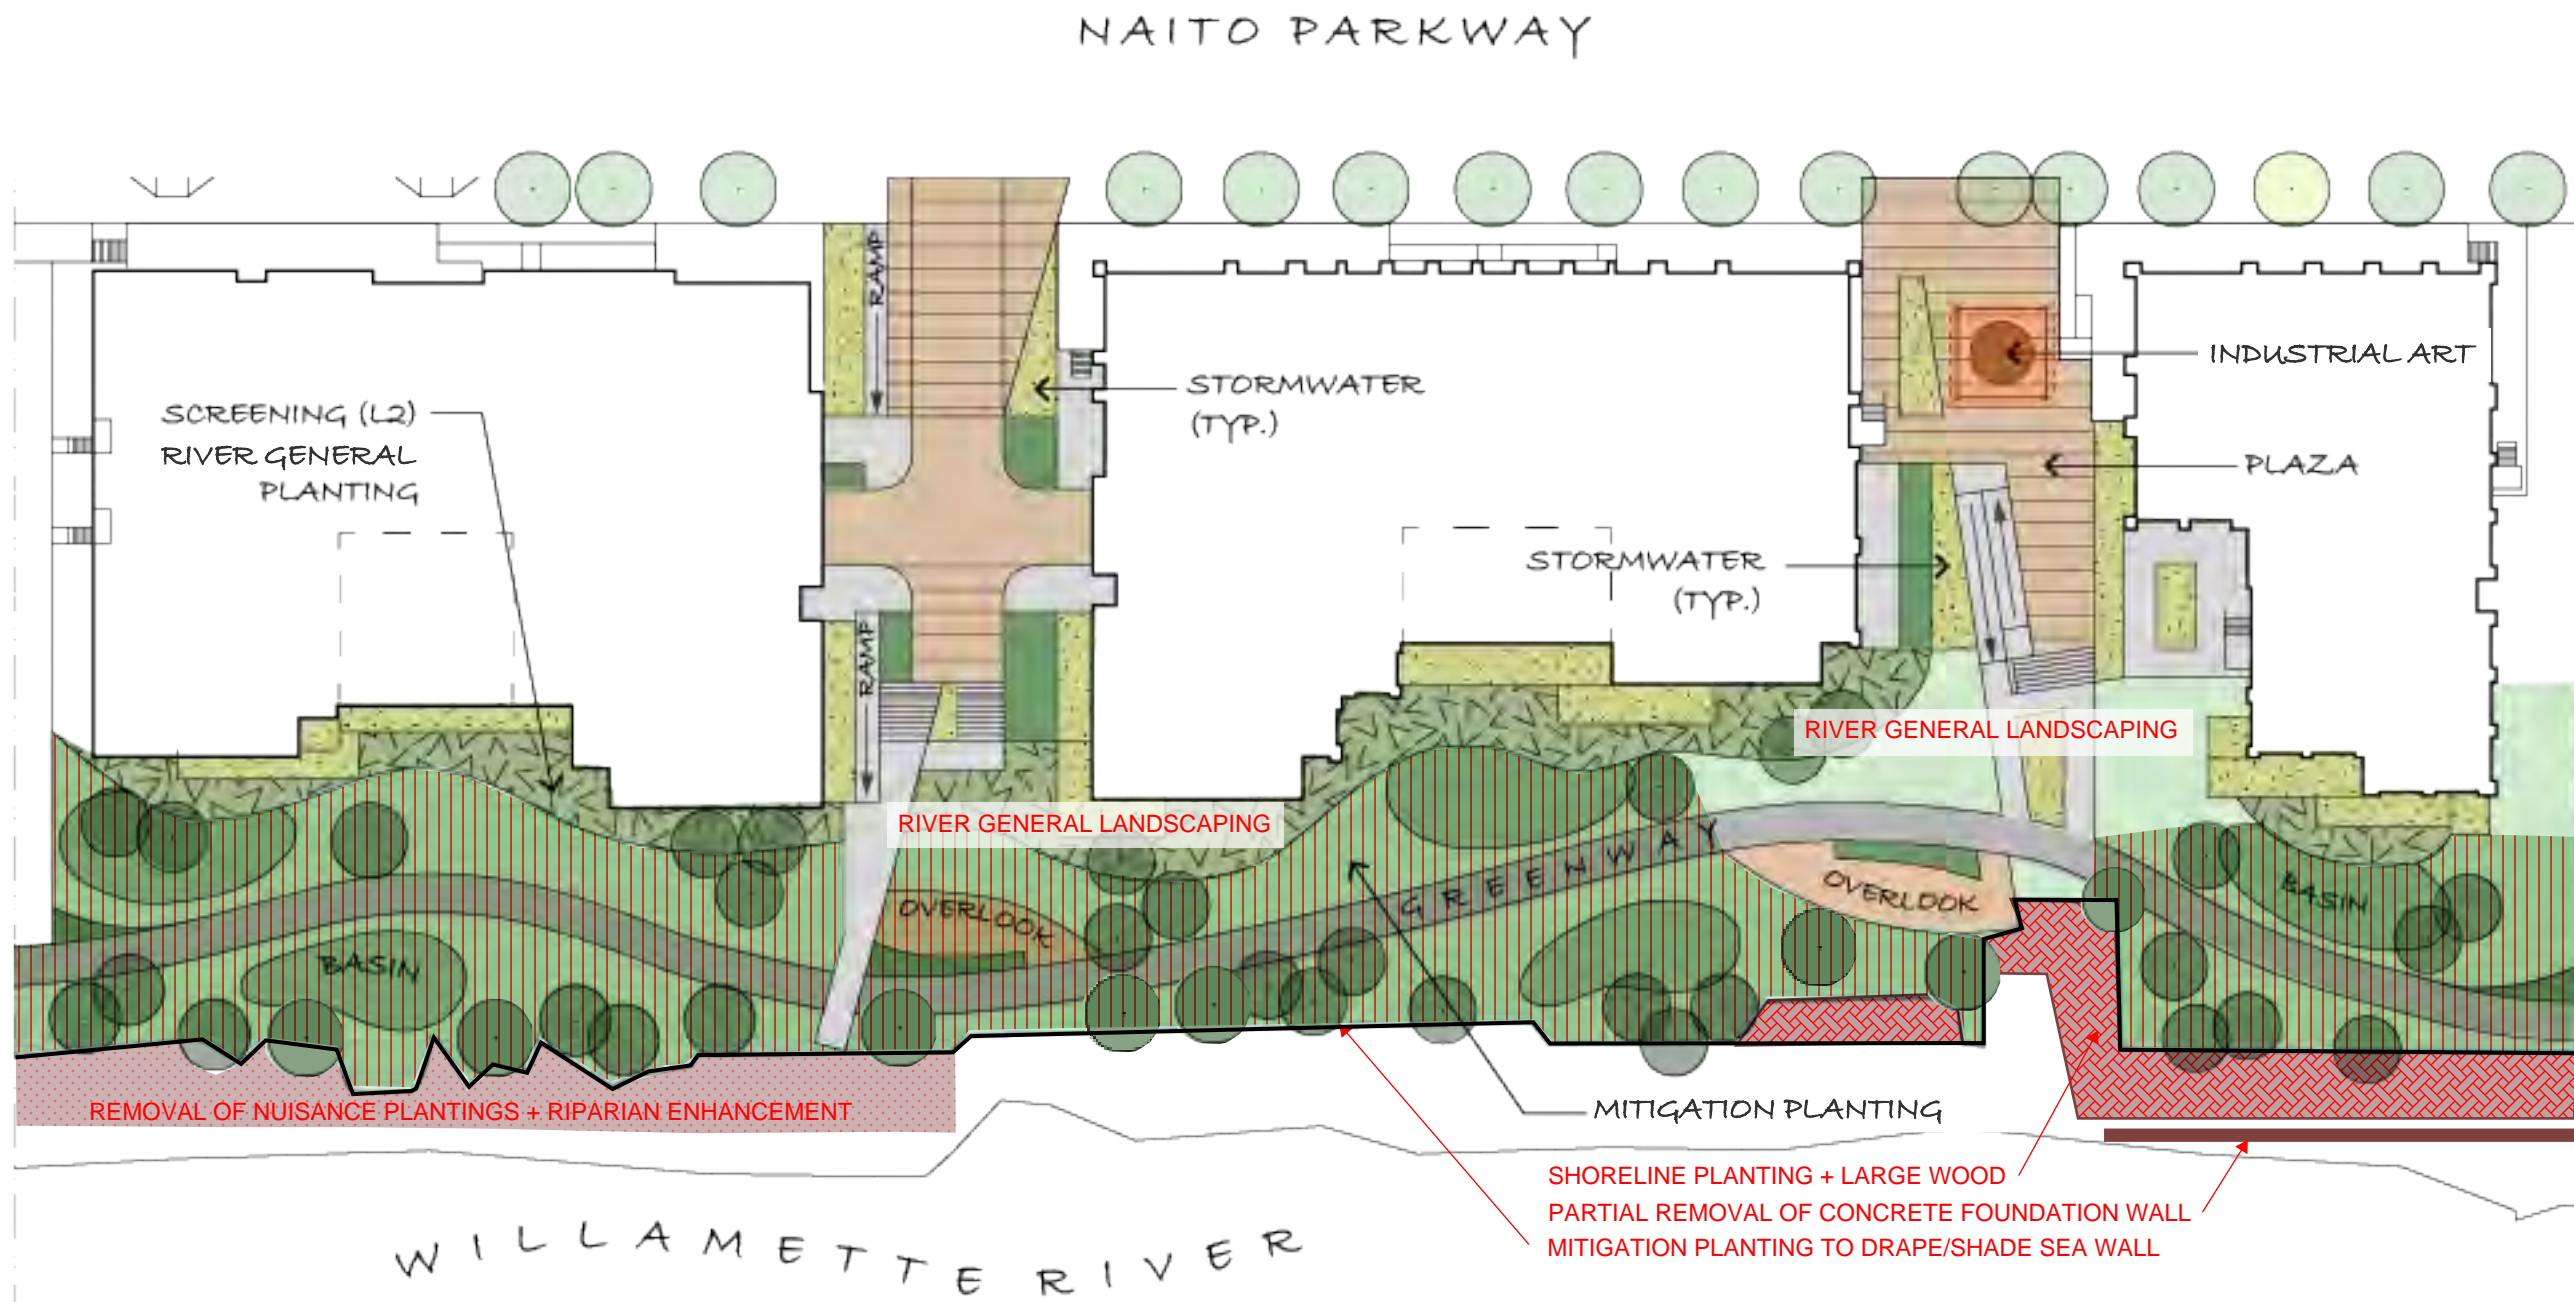 NAITO PARKWAY
RAMP
INDUSTRIAL ART
STORMWATER
(TYP.)
SCREENING (L2)
RIVER GENERAL
PLANTING
PLAZA
STORMWATER
(TYP.)
RAMP
RIVER GENERAL LANDSCAPING
RIVER GENERAL LANDSCAPING
GREENWAY
OVERLOOK
OVERLOOK
BASIN
BASIN
REMOVAL OF NUISANCE PLANTINGS + RIPARIAN ENHANCEMENT
MITIGATION PLANTING
SHORELINE PLANTING + LARGE WOOD
PARTIAL REMOVAL OF CONCRETE FOUNDATION WALL
MITIGATION PLANTING TO DRAPE/SHADE SEA WALL
WILLAMETTE RIVER